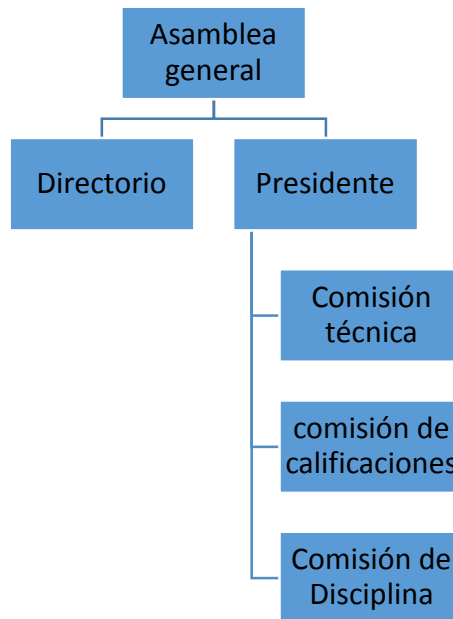 Asamblea
general
Directorio
Presidente
Comisión
técnica
comisión de
calificaciones
Comisión de
Disciplina